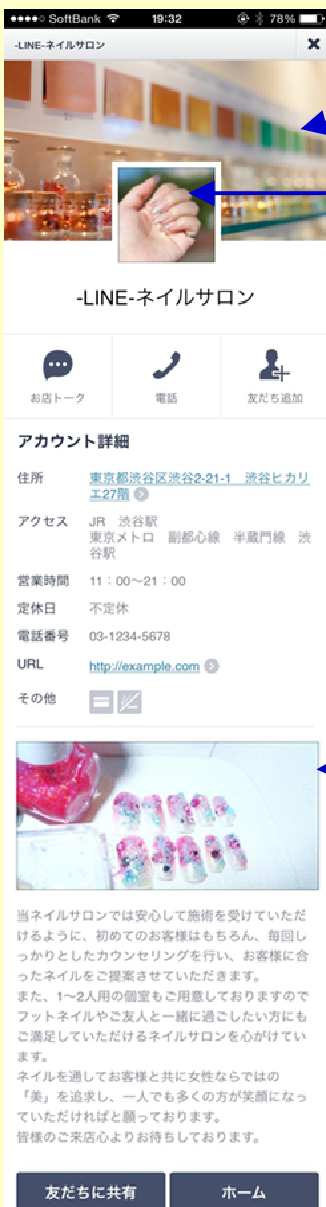 SoftBank 19:32 78%
-LINE-ネイルサロン
-LINE-ネイルサロン
お店トーク 電話 友だち追加
アカウント詳細
住所 東京都渋谷区渋谷2-21-1 渋谷ヒカリ
エ27階
アクセス JR 渋谷駅
東京メトロ 副都心線 半蔵門線 渋
谷駅
営業時間 11：00〜21：00
定休日 不定休
電話番号 03-1234-5678
URL http://example.com
その他
当ネイルサロンでは安心して施術を受けていただ
けるように、初めてのお客様はもちろん、毎回し
っかりとしたカウンセリングを行い、お客様に合
ったネイルをご提案させていただきます。
また、1〜2人用の個室もご用意しておりますので
フットネイルやご友人と一緒に過ごしたい方にも
ご満足していただけるネイルサロンを心がけてい
ます。
ネイルを通してお客様と共に女性ならではの
「美」を追求し、一人でも多くの方が笑顔になっ
ていただければと願っております。
皆様のご来店心よりお待ちしております。
友だちに共有 ホーム